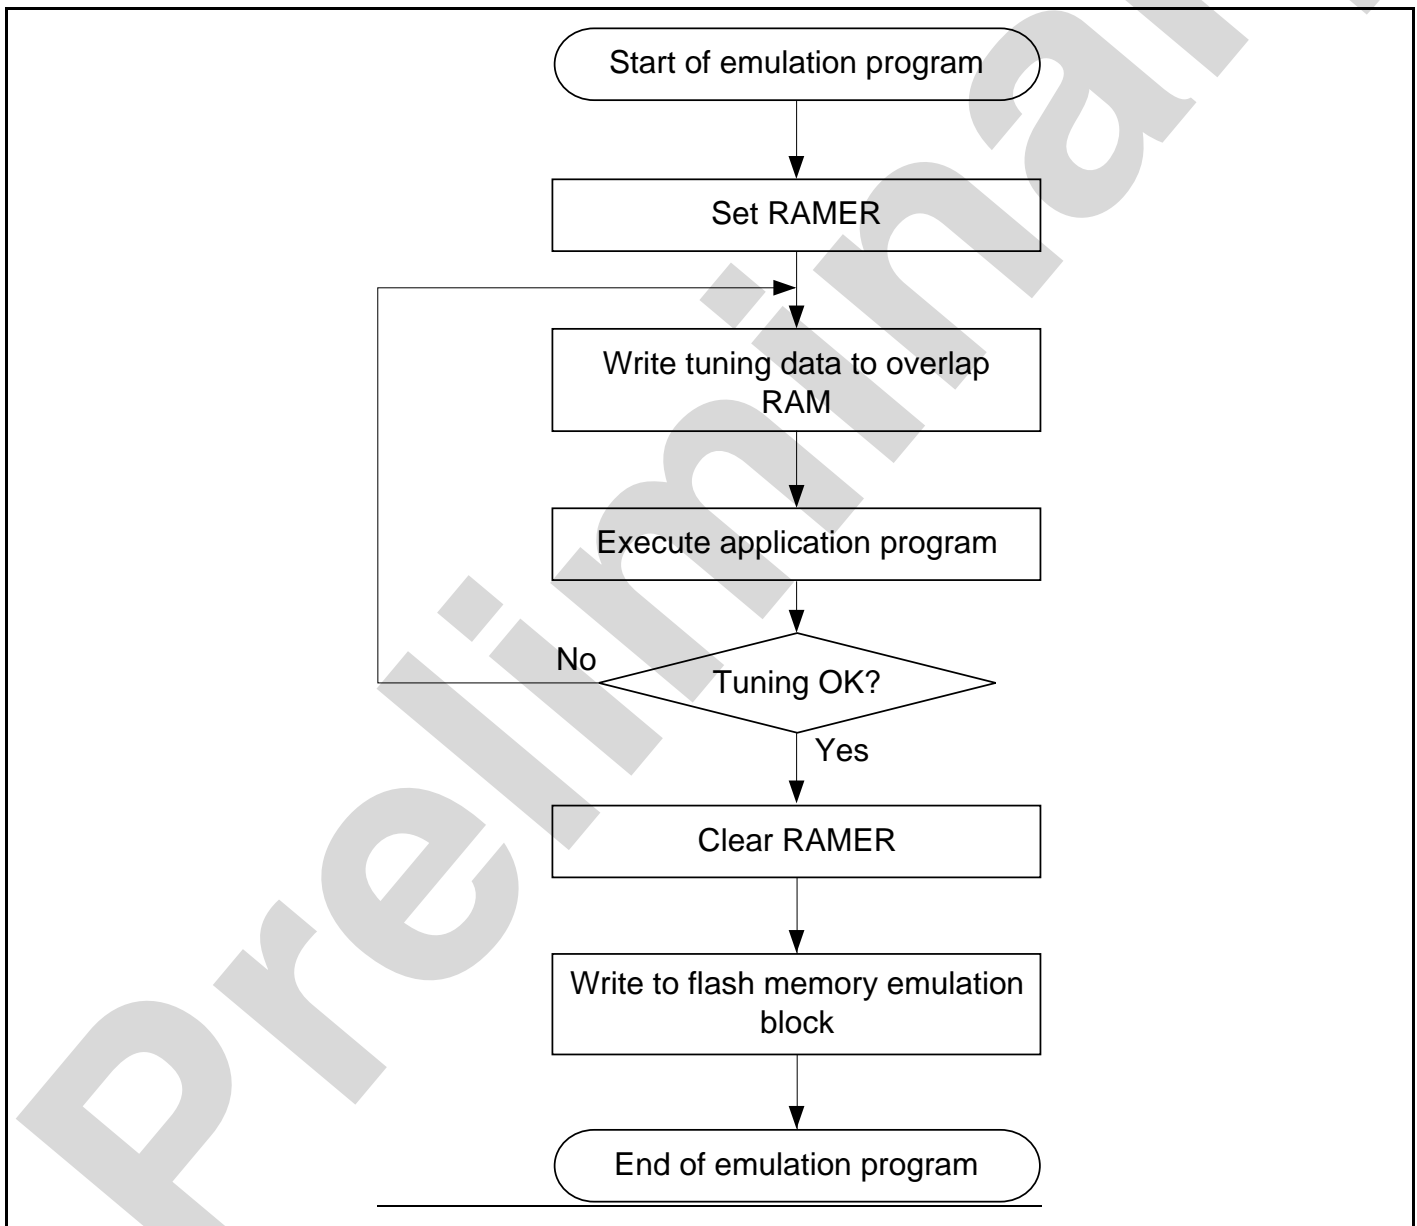 Start of emulation program
Set RAMER
Write tuning data to overlap
RAM
Execute application program
No
Tuning OK?
Yes
Clear RAMER
Write to flash memory emulation
block
End of emulation program
Preliminar